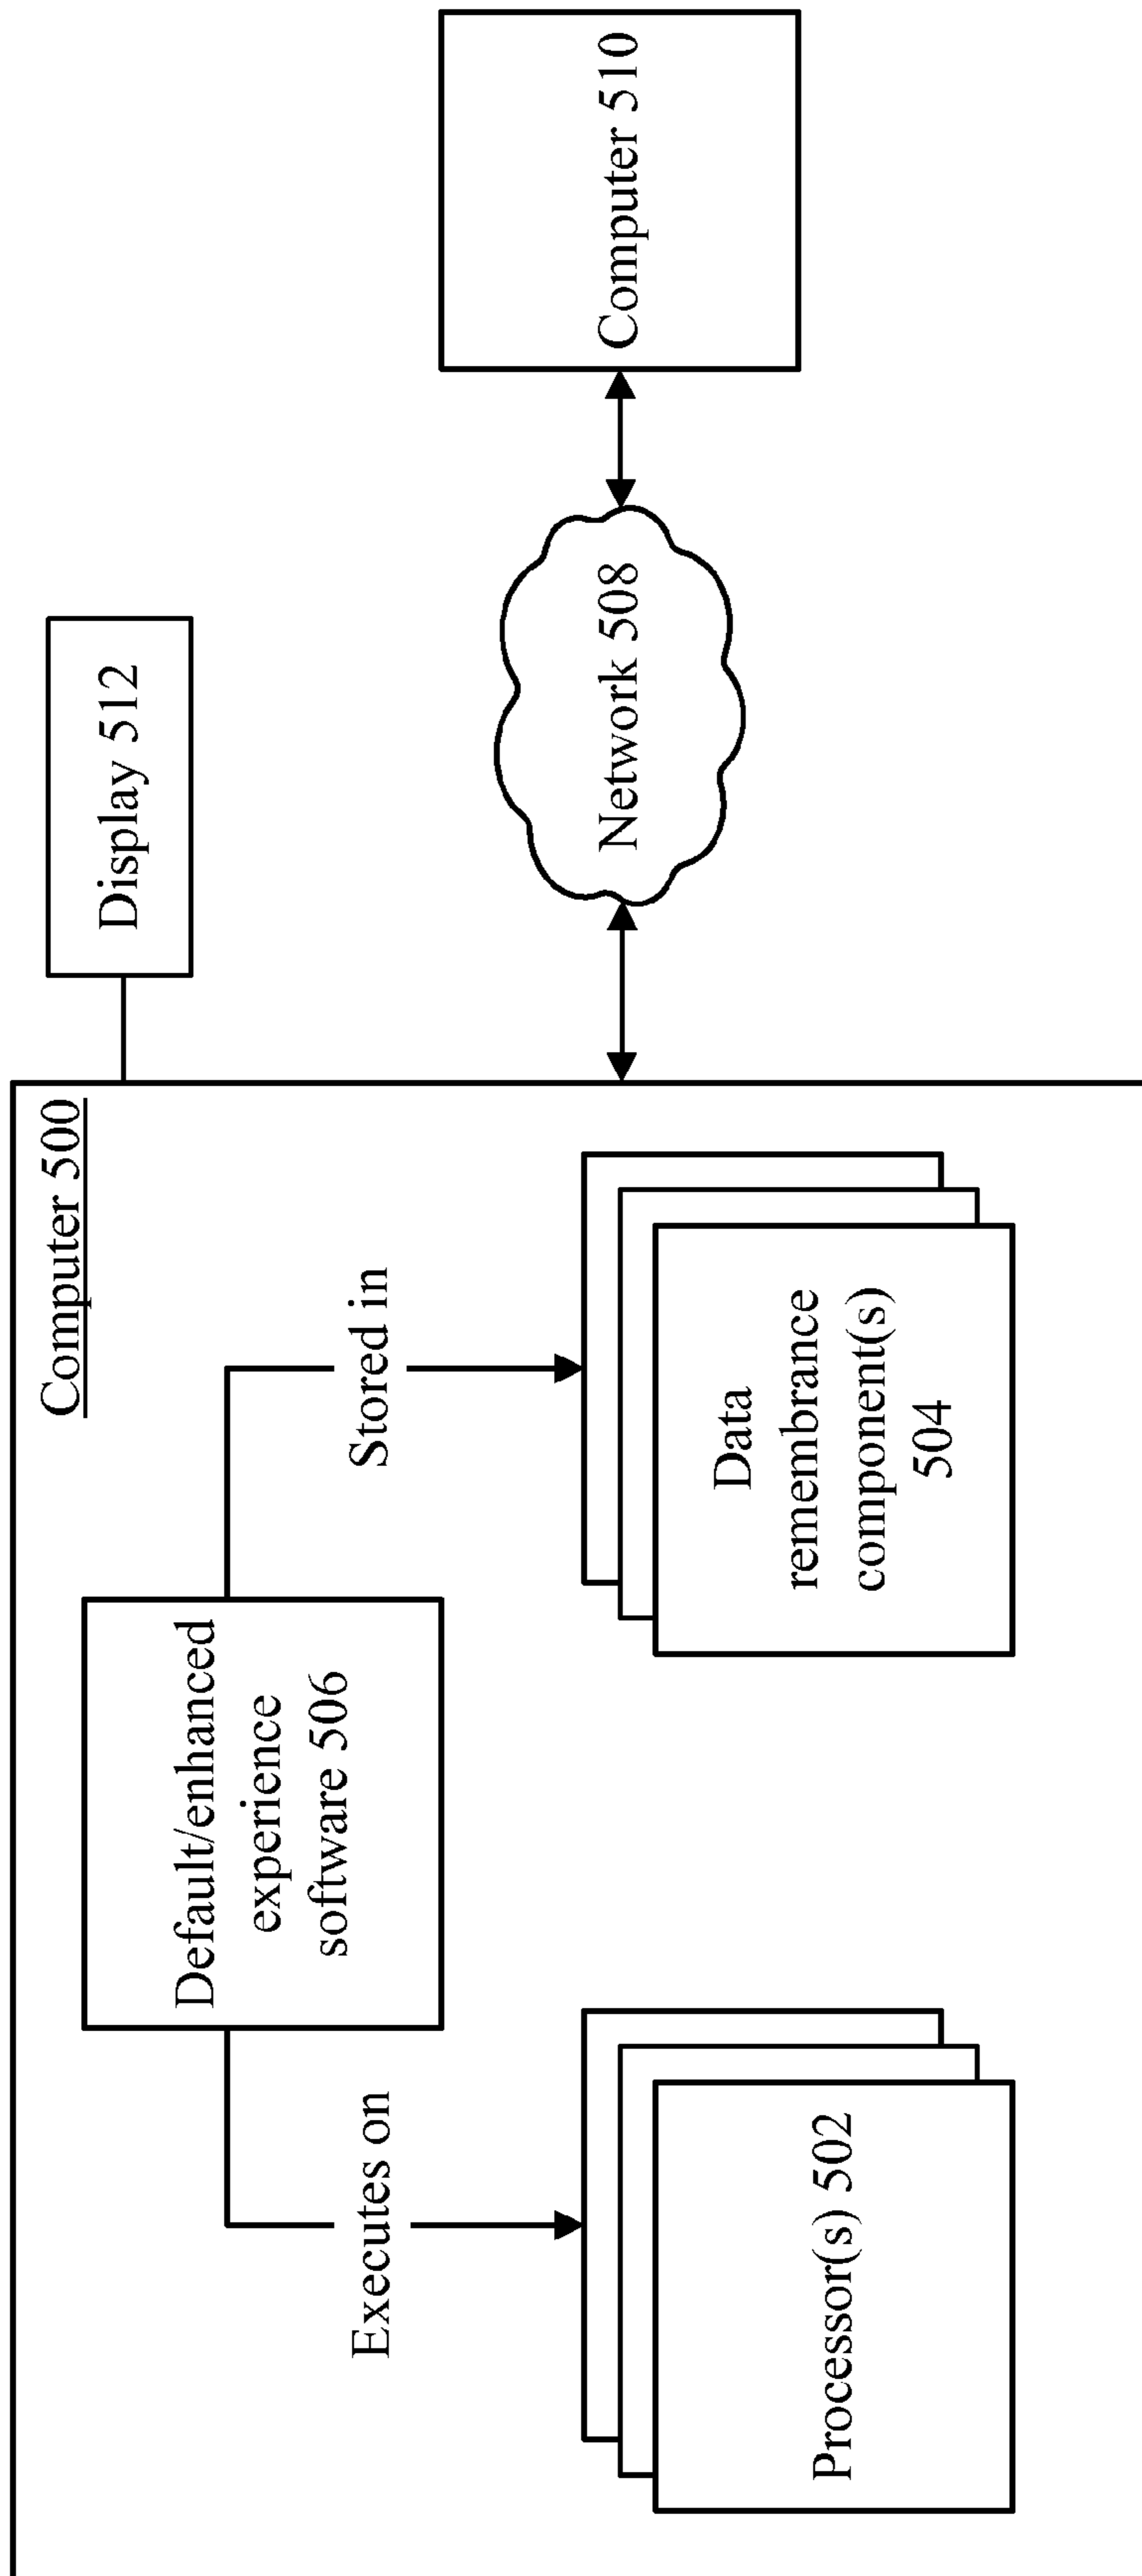 Computer 500
Default/enhanced
experience
software 506
Executes on
Stored in
Processor(s) 502
Data
remembrance
component(s)
504
Display 512
Network 508
Computer 510